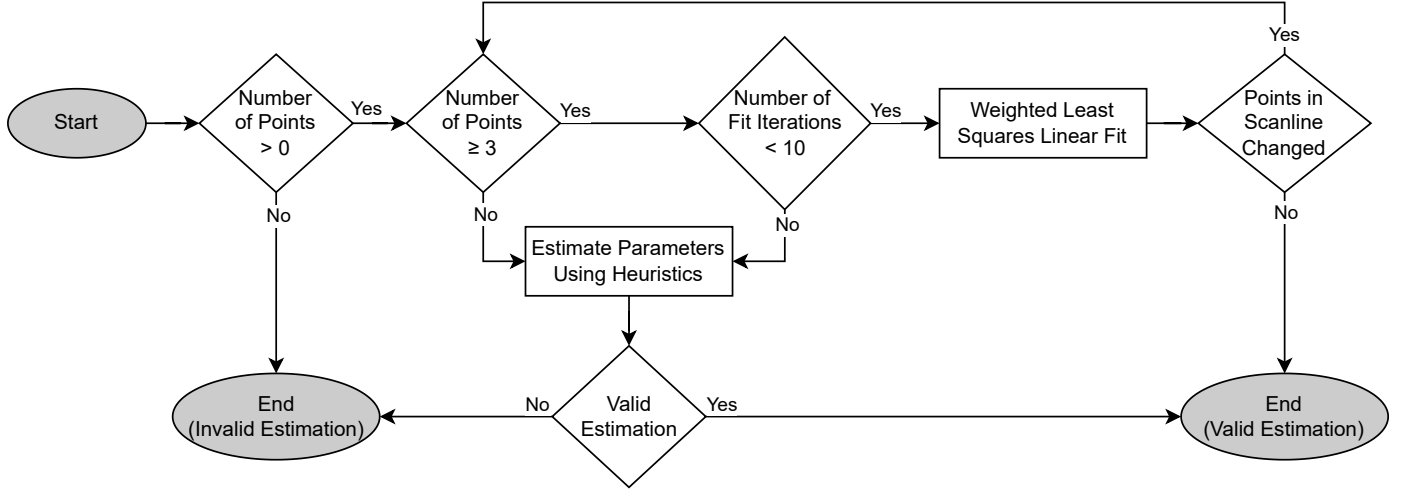 Start
Number
of Points
> 0
Yes
No
Number
of Points
≥ 3
Yes
No
Number of
Fit Iterations
< 10
Yes
No
Weighted Least
Squares Linear Fit
Points in
Scanline
Changed
Yes
No
Estimate Parameters
Using Heuristics
Valid
Estimation
No
Yes
End
(Invalid Estimation)
End
(Valid Estimation)